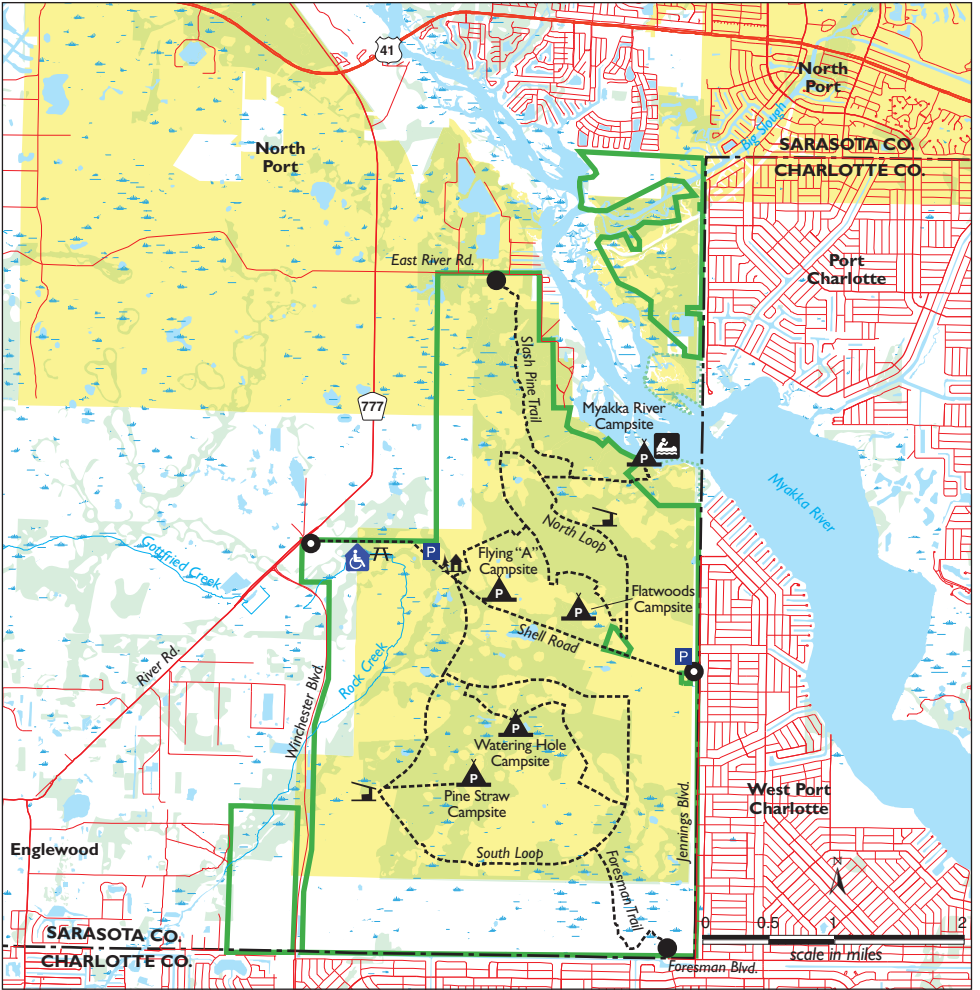 41
North
Port
Big Slough
SARASOTA CO.
CHARLOTTE CO.
North
Port
East River Rd.
Port
Charlotte
Slash Pine Trail
777
Myakka River
Campsite
P
Myakka River
North Loop
Gottfried Creek
P
Flying "A"
Campsite
P
Flatwoods
Campsite
P
Shell Road
P
River Rd.
Rock Creek
Winchester Blvd.
P
Watering Hole
Campsite
P
Pine Straw
Campsite
West Port
Charlotte
Jennings Blvd.
Englewood
South Loop
Foresman Trail
N
0 0.5 1 2
scale in miles
SARASOTA CO.
CHARLOTTE CO.
Foresman Blvd.